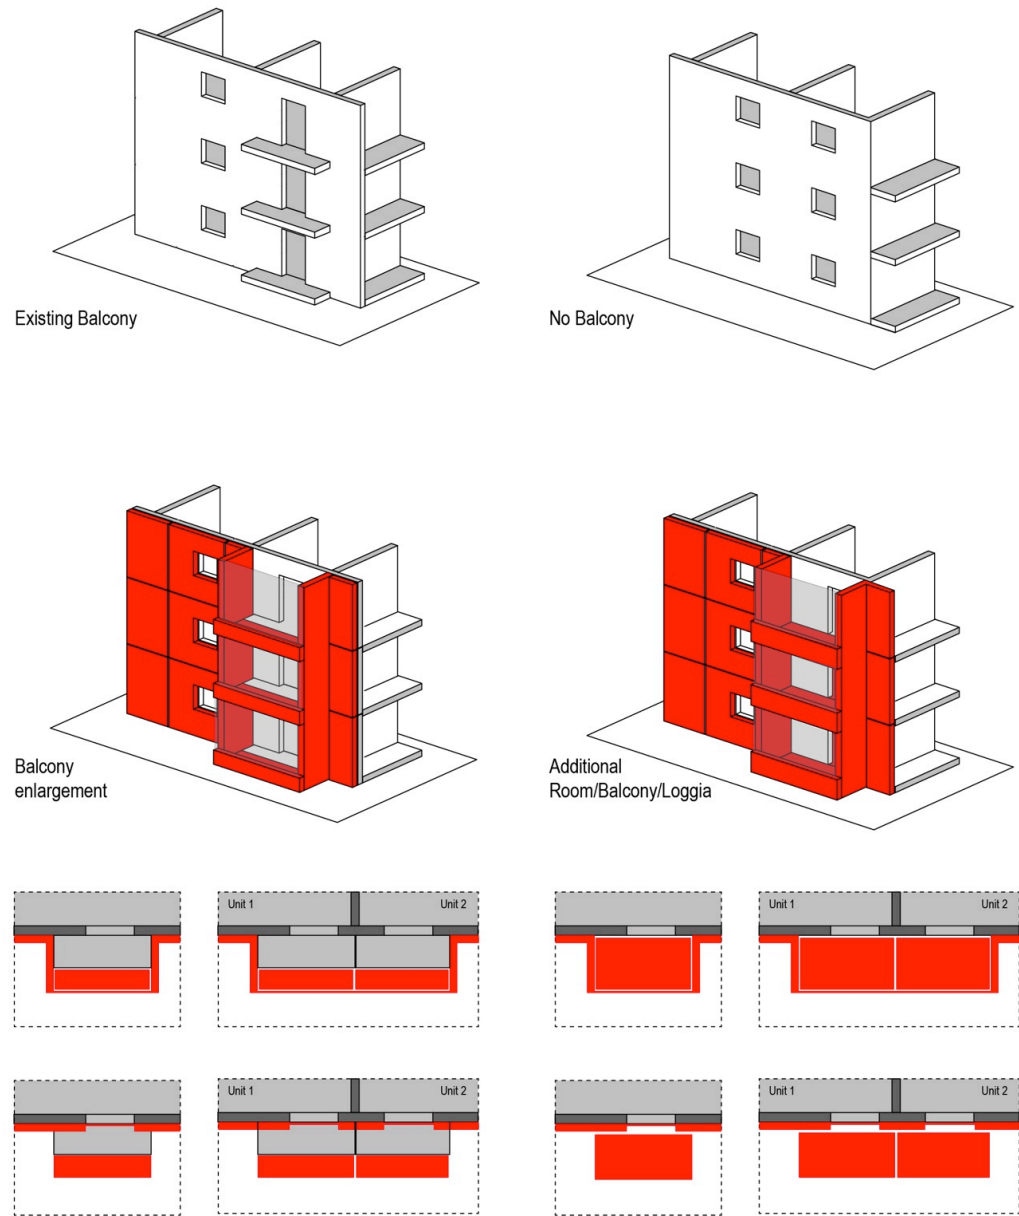 Existing Balcony
No Balcony
Balcony
enlargement
Additional
Room/Balcony/Loggia
Unit 1
Unit 2
Unit 1
Unit 2
Unit 1
Unit 2
Unit 1
Unit 2